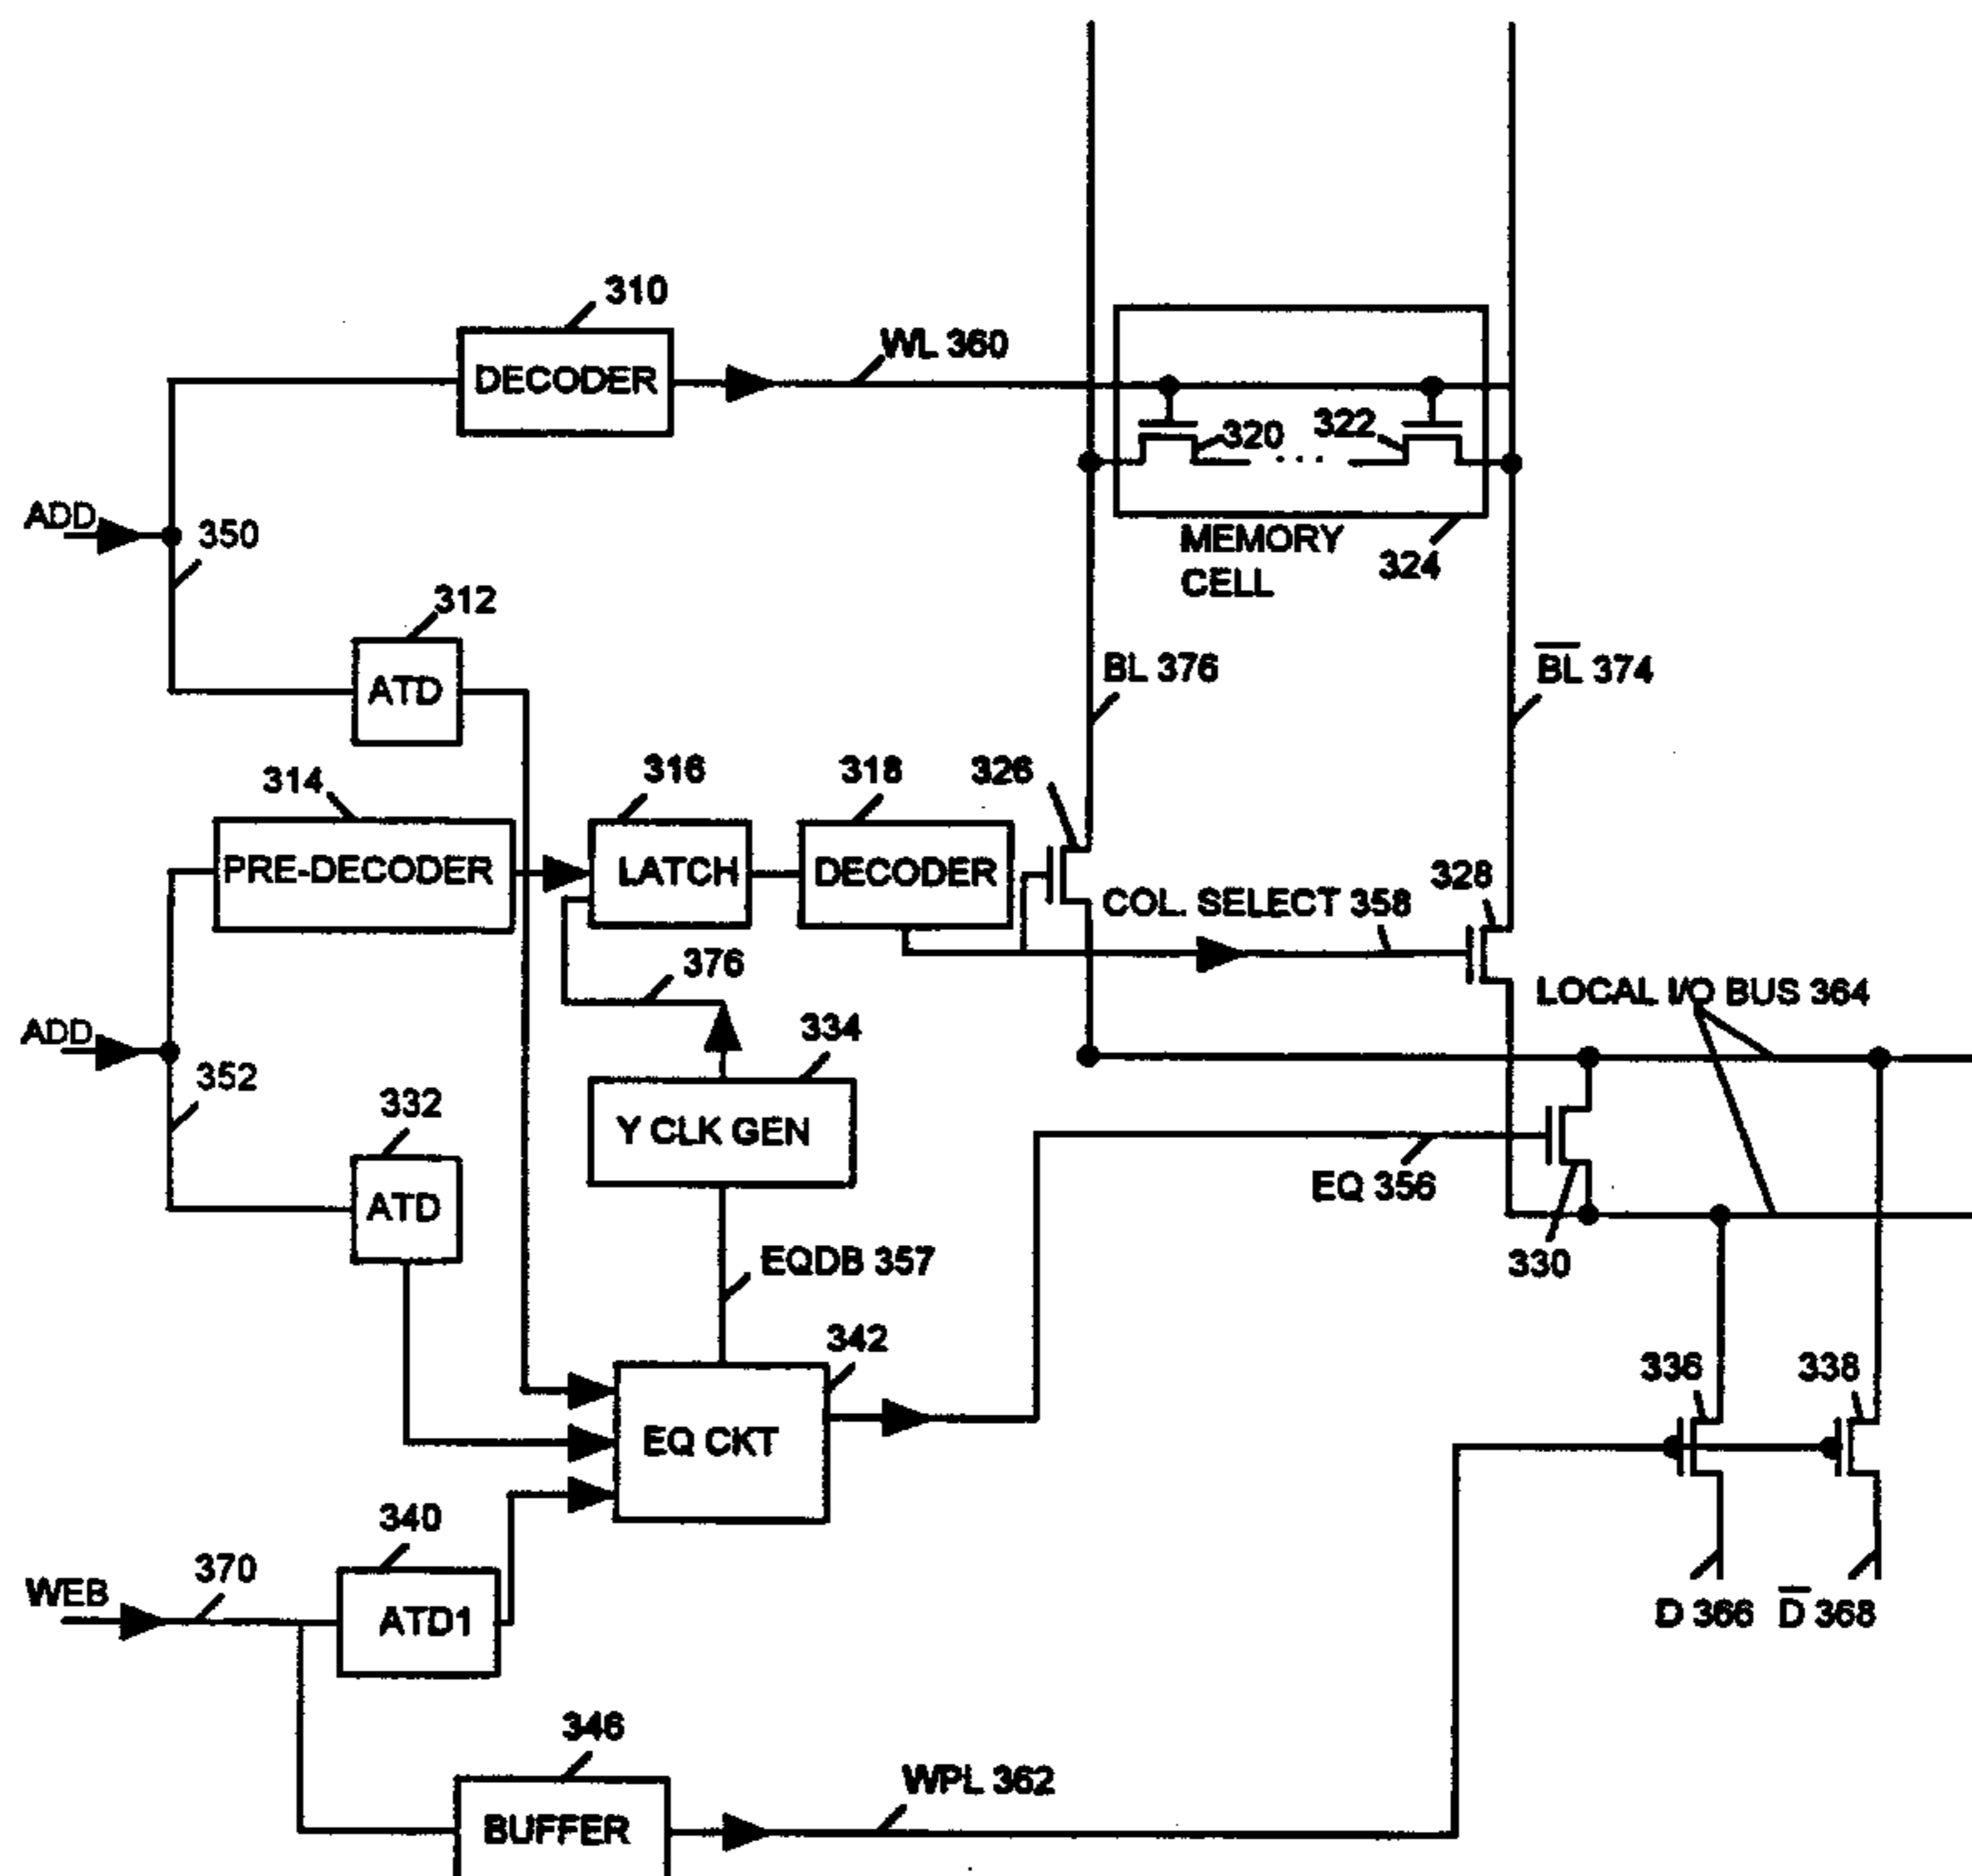 310
DECODER
WL 360
320
322
ADD
350
MEMORY
CELL
324
312
ATD
BL 376
BL 374
314
316
318
326
PRE-DECODER
LATCH
DECODER
COL. SELECT 358
328
376
LOCAL I/O BUS 364
ADD
334
352
332
Y CLK GEN
ATD
EQ 356
330
EQDB 357
342
336
338
EQ CKT
340
WEB
370
ATD1
D 366
D 368
346
WPL 362
BUFFER